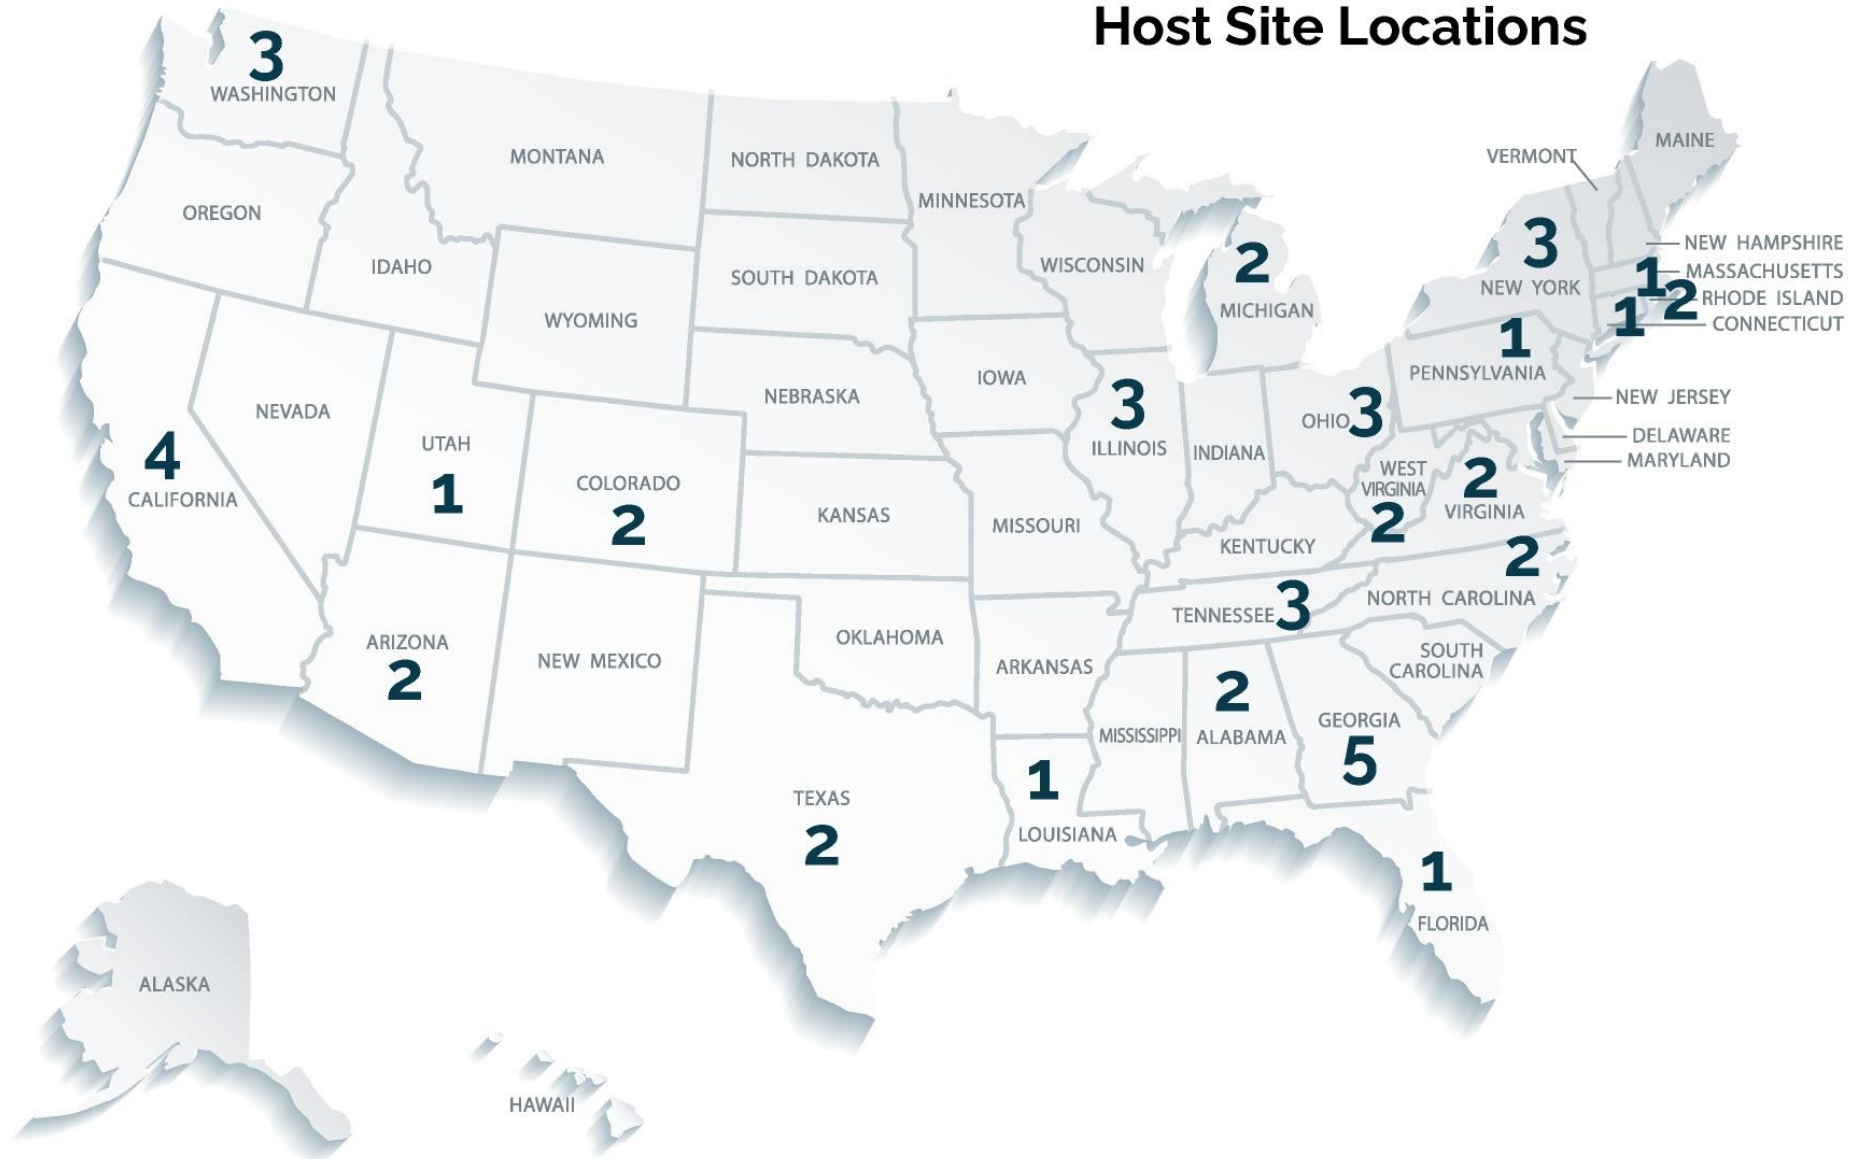 Host Site Locations
3
WASHINGTON
MONTANA
NORTH DAKOTA
MINNESOTA
VERMONT
MAINE
OREGON
IDAHO
WYOMING
SOUTH DAKOTA
WISCONSIN
2
MICHIGAN
3
NEW YORK
NEW HAMPSHIRE
1
MASSACHUSETTS
2
RHODE ISLAND
1
CONNECTICUT
1
PENNSYLVANIA
NEW JERSEY
DELAWARE
MARYLAND
NEVADA
UTAH
1
COLORADO
2
NEBRASKA
IOWA
3
ILLINOIS
INDIANA
OHIO 3
4
CALIFORNIA
KANSAS
MISSOURI
KENTUCKY
WEST
VIRGINIA
2
2
VIRGINIA
2
NORTH CAROLINA
TENNESSEE 3
SOUTH
CAROLINA
ARIZONA
2
NEW MEXICO
OKLAHOMA
ARKANSAS
MISSISSIPPI
2
ALABAMA
GEORGIA
5
TEXAS
2
1
LOUISIANA
1
FLORIDA
ALASKA
HAWAII